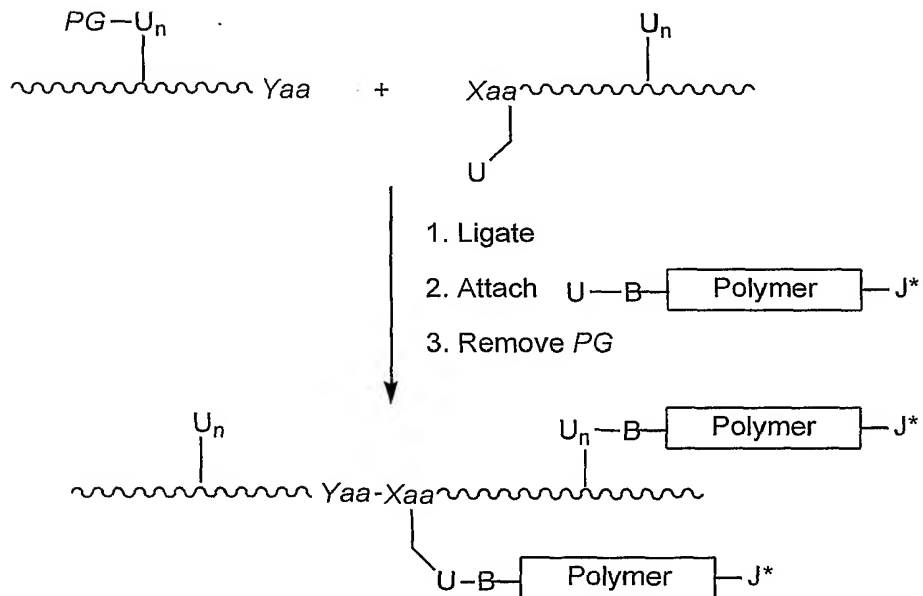 PG—Uₙ
Uₙ
Yaa + Xaa
U
1. Ligate
2. Attach U—B—Polymer—J*
3. Remove PG
Uₙ
Uₙ—B—Polymer—J*
Yaa-Xaa
U—B—Polymer—J*